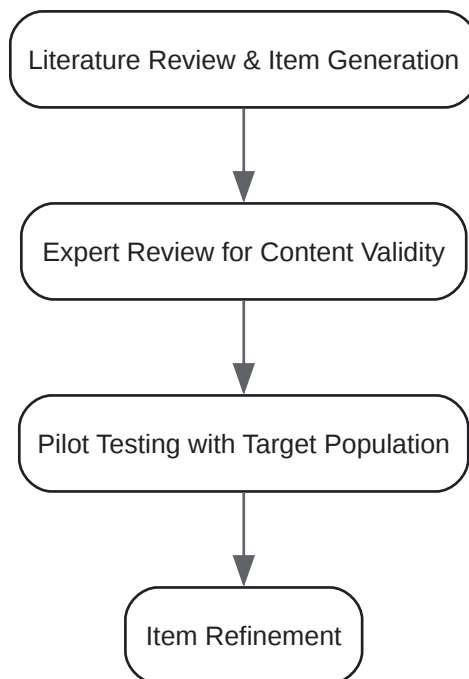 Literature Review & Item Generation
Expert Review for Content Validity
Pilot Testing with Target Population
Item Refinement